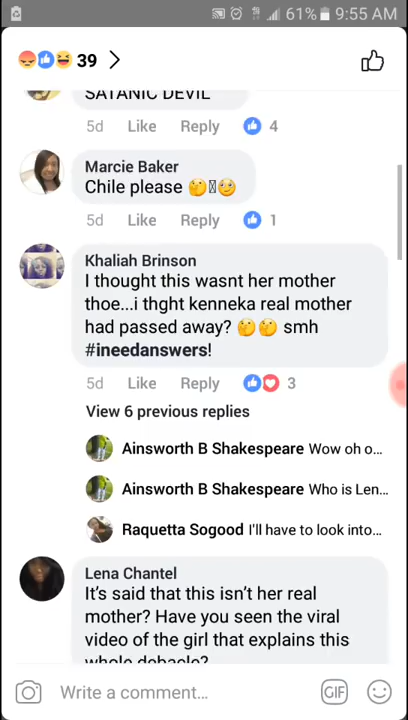 61% 9:55 AM
39
SATANIC DEVIL
5d Like Reply 4
Marcie Baker
Chile please 🤔
5d Like Reply 1
Khaliah Brinson
I thought this wasnt her mother
thoe...i thght kenneka real mother
had passed away? 🤔 🤔 smh
#ineedanswers!
5d Like Reply 3
View 6 previous replies
Ainsworth B Shakespeare Wow oh o...
Ainsworth B Shakespeare Who is Len...
Raquetta Sogood I'll have to look into...
Lena Chantel
It's said that this isn't her real
mother? Have you seen the viral
video of the girl that explains this
whole debacle?
Write a comment...
GIF